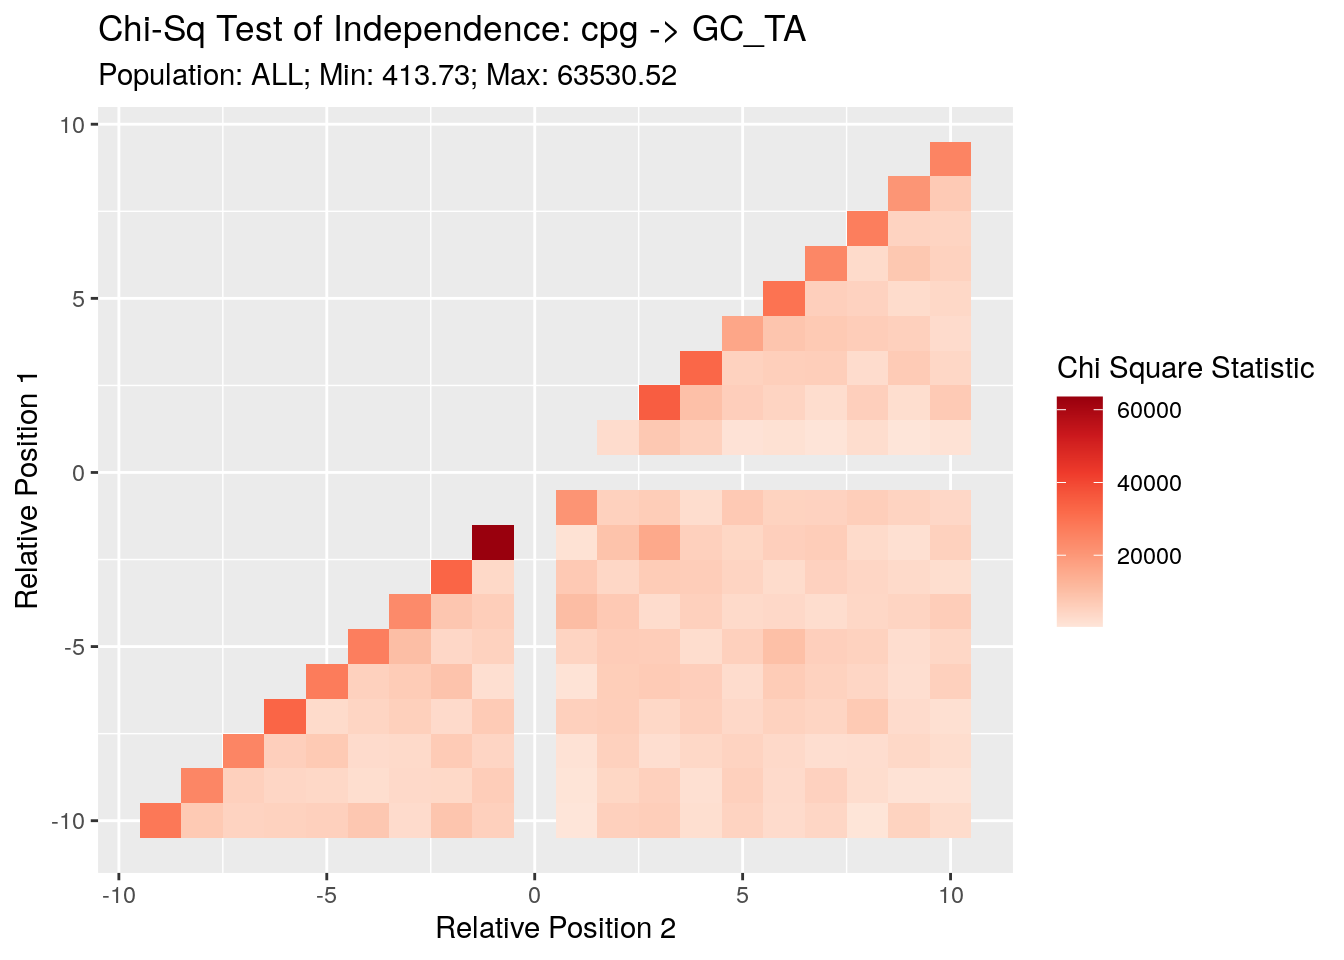 Chi-Sq Test of Independence: cpg -> GC_TA
Population: ALL; Min: 413.73; Max: 63530.52
10
5
0
-5
-10
Relative Position 1
-10
-5
0
5
10
Relative Position 2
Chi Square Statistic
60000
40000
20000